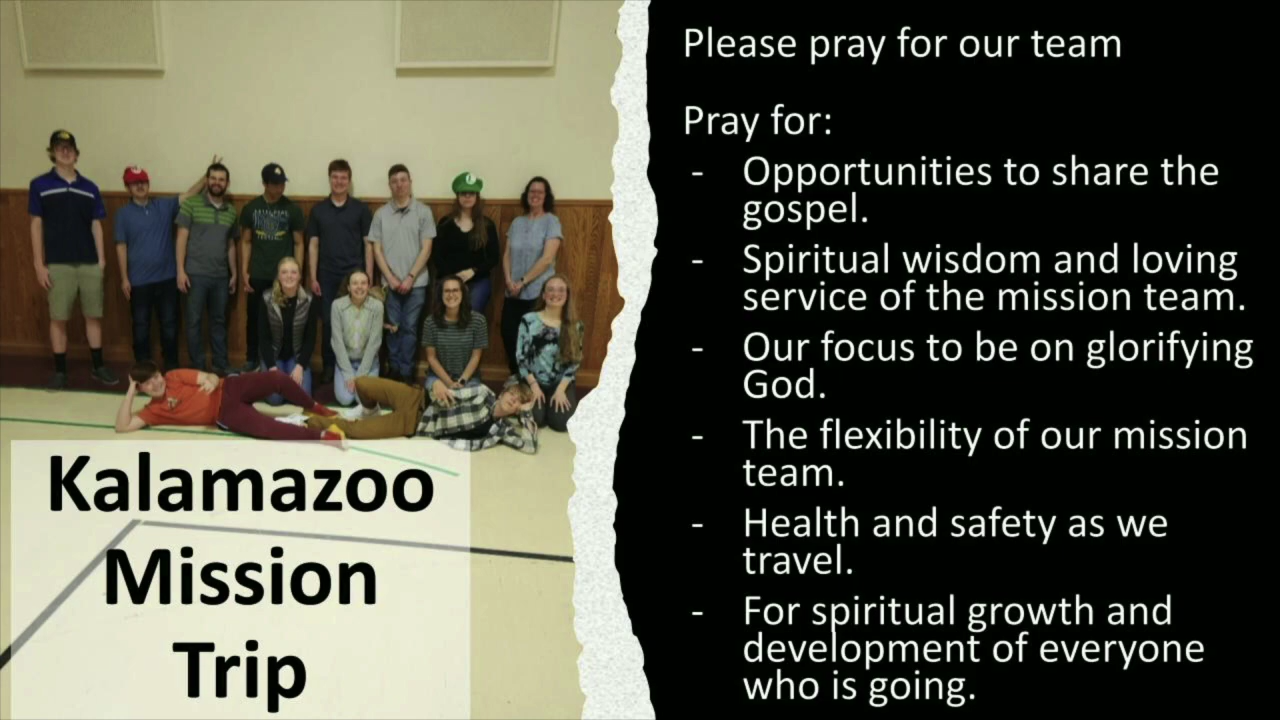 Kalamazoo
Mission
Trip
Please pray for our team
Pray for:
- Opportunities to share the
gospel.
- Spiritual wisdom and loving
service of the mission team.
- Our focus to be on glorifying
God.
- The flexibility of our mission
team.
- Health and safety as we
travel.
- For spiritual growth and
development of everyone
who is going.